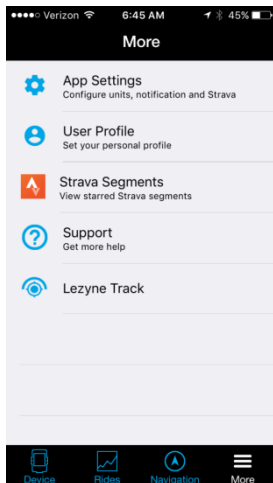 Verizon 6:45 AM 45%
More
App Settings
Configure units, notification and Strava
User Profile
Set your personal profile
Strava Segments
View starred Strava segments
Support
Get more help
Lezyne Track
Device Rides Navigation More